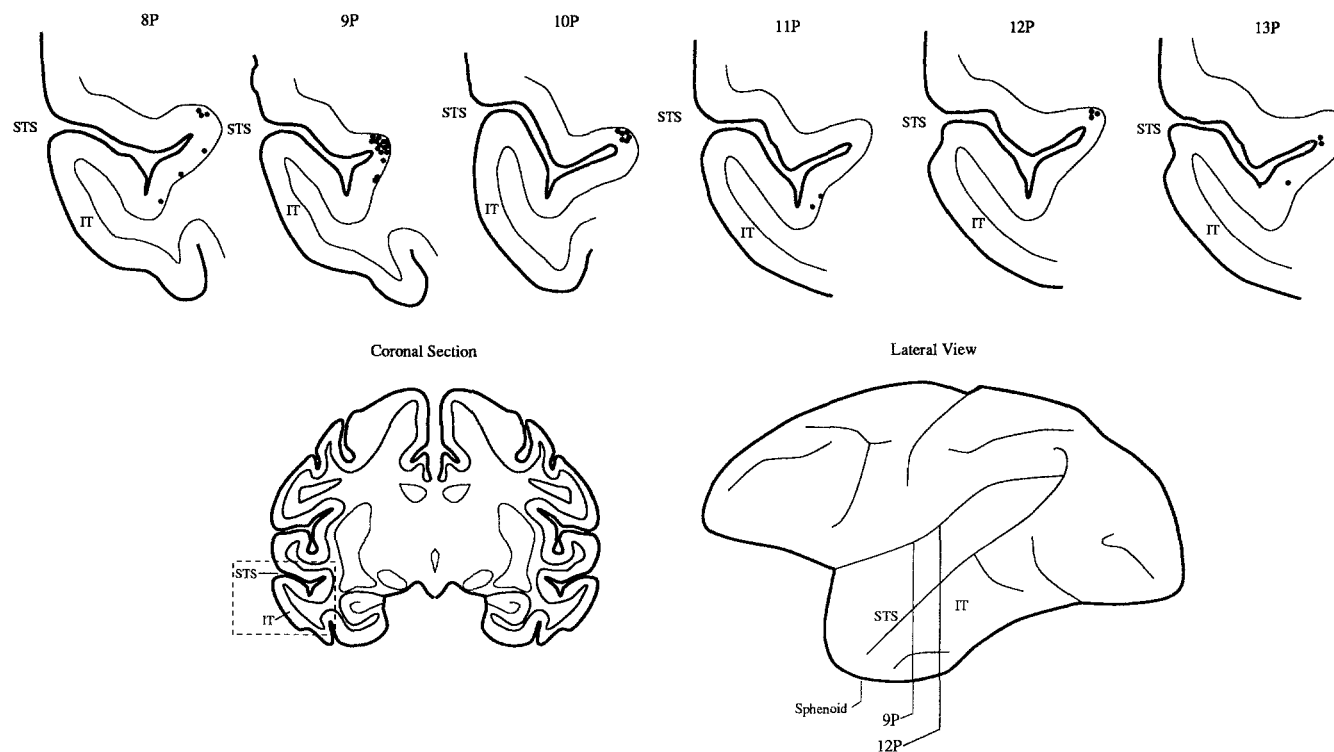 8P
9P
10P
11P
12P
13P
STS
STS
STS
STS
STS
STS
IT
IT
IT
IT
IT
IT
Coronal Section
Lateral View
STS
IT
STS
IT
Sphenoid
9P
12P